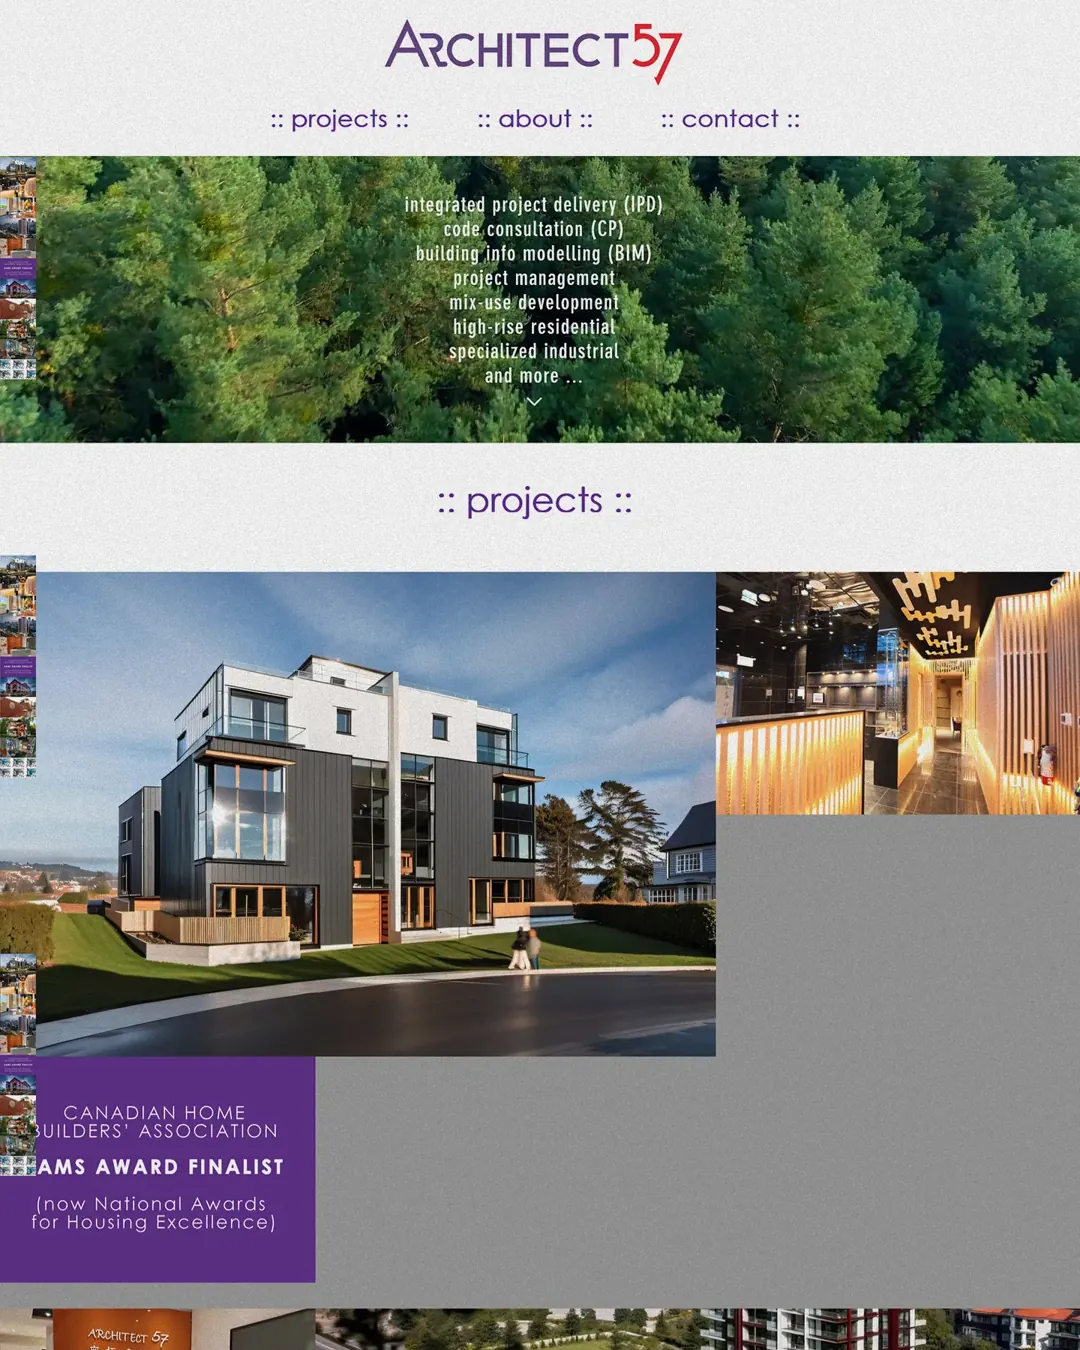 ARCHITECT57
:: projects ::
:: about ::
:: contact ::
integrated project delivery (IPD)
code consultation (CP)
building info modelling (BIM)
project management
mix-use development
high-rise residential
specialized industrial
and more ...
:: projects ::
CANADIAN HOME
BUILDERS' ASSOCIATION
AMS AWARD FINALIST
(now National Awards
for Housing Excellence)
ARCHITECT 57